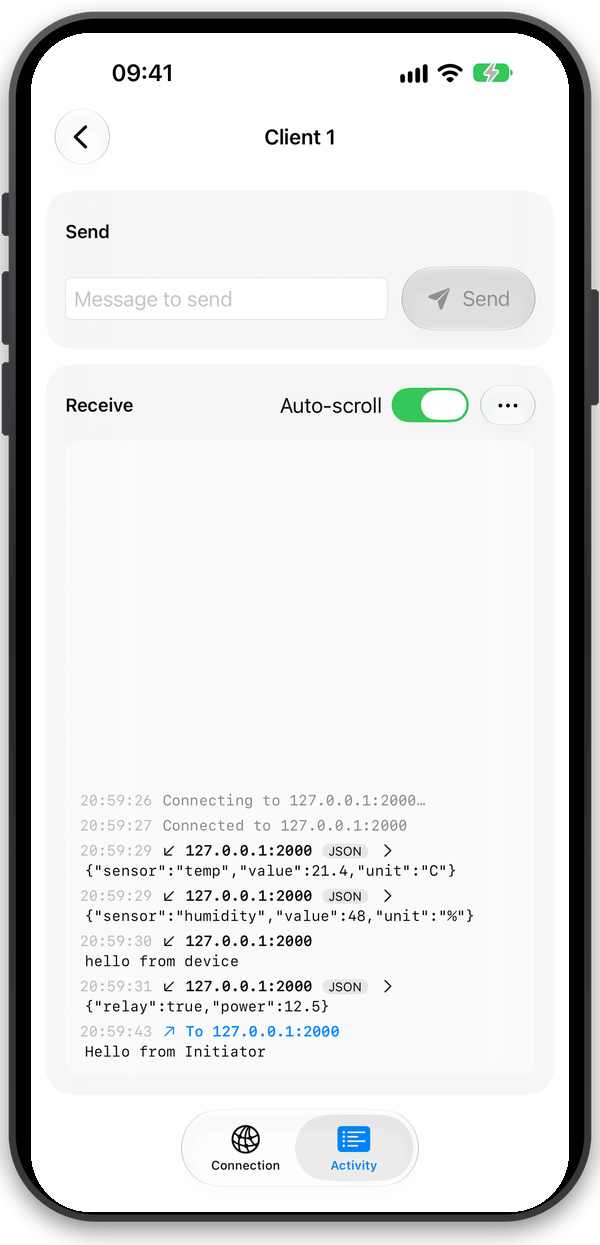 09:41
Client 1
Send
Message to send
Send
Receive
Auto-scroll
20:59:26 Connecting to 127.0.0.1:2000…
20:59:27 Connected to 127.0.0.1:2000
20:59:29 ↙ 127.0.0.1:2000 JSON >
{"sensor":"temp","value":21.4,"unit":"C"}
20:59:29 ↙ 127.0.0.1:2000 JSON >
{"sensor":"humidity","value":48,"unit":"%"}
20:59:30 ↙ 127.0.0.1:2000
hello from device
20:59:31 ↙ 127.0.0.1:2000 JSON >
{"relay":true,"power":12.5}
20:59:43 ↗ To 127.0.0.1:2000
Hello from Initiator
Connection
Activity